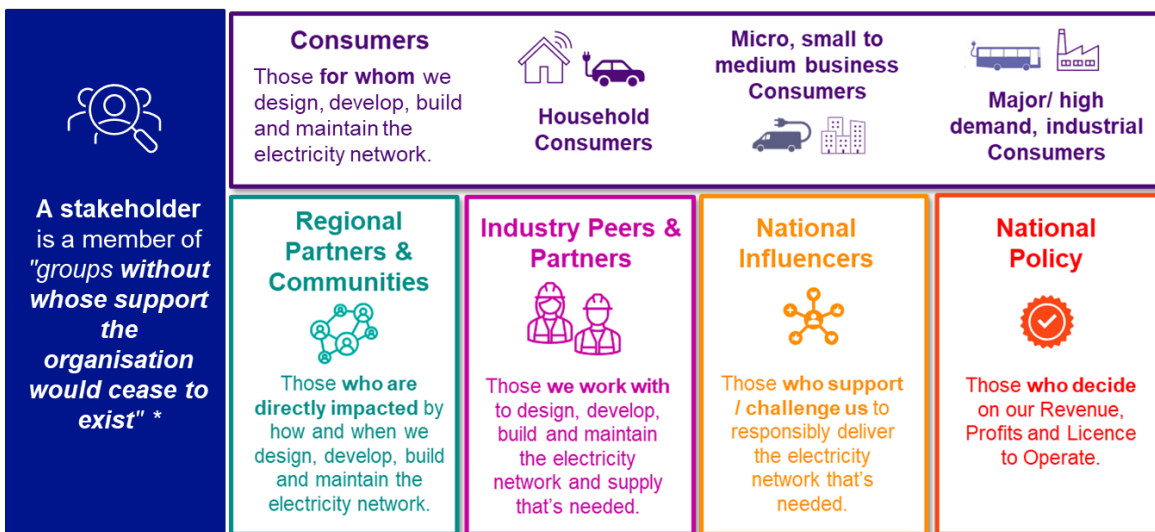 A stakeholder
is a member of
"groups without
whose support
the
organisation
would cease to
exist" *
Consumers
Those for whom we
design, develop, build
and maintain the
electricity network.
Household
Consumers
Micro, small to
medium business
Consumers
Major/ high
demand, industrial
Consumers
Regional
Partners &
Communities
Those who are
directly impacted by
how and when we
design, develop, build
and maintain the
electricity network.
Industry Peers &
Partners
Those we work with
to design, develop,
build and maintain
the electricity
network and supply
that's needed.
National
Influencers
Those who support
/ challenge us to
responsibly deliver
the electricity
network that's
needed.
National
Policy
Those who decide
on our Revenue,
Profits and Licence
to Operate.